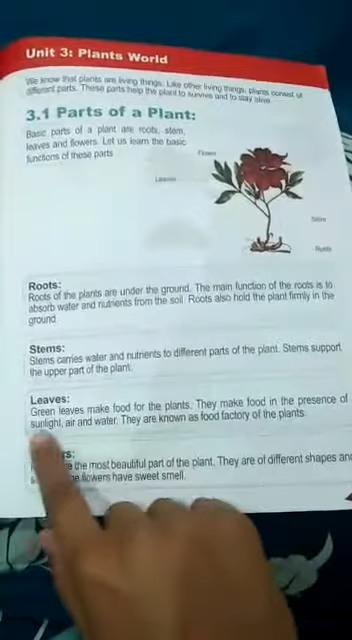 Unit 3: Plants World
We know that plants are living things. Like other living things, plants consist of
different parts. These parts help the plant to survive and to stay alive.
3.1 Parts of a Plant:
Basic parts of a plant are roots, stem,
leaves and flowers. Let us learn the basic
functions of these parts
Flower
Leaves
Stem
Roots
Roots:
Roots of the plants are under the ground. The main function of the roots is to
absorb water and nutrients from the soil. Roots also hold the plant firmly in the
ground.
Stems:
Stems carries water and nutrients to different parts of the plant. Stems support
the upper part of the plant.
Leaves:
Green leaves make food for the plants. They make food in the presence of
sunlight, air and water. They are known as food factory of the plants.
the most beautiful part of the plant. They are of different shapes and
flowers have sweet smell.